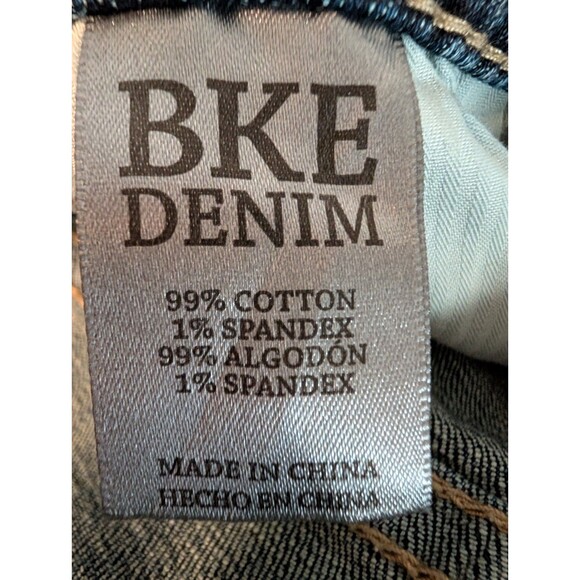 BKE
DENIM
99% COTTON
1% SPANDEX
99% ALGODÓN
1% SPANDEX
MADE IN CHINA
HECHO EN CHINA